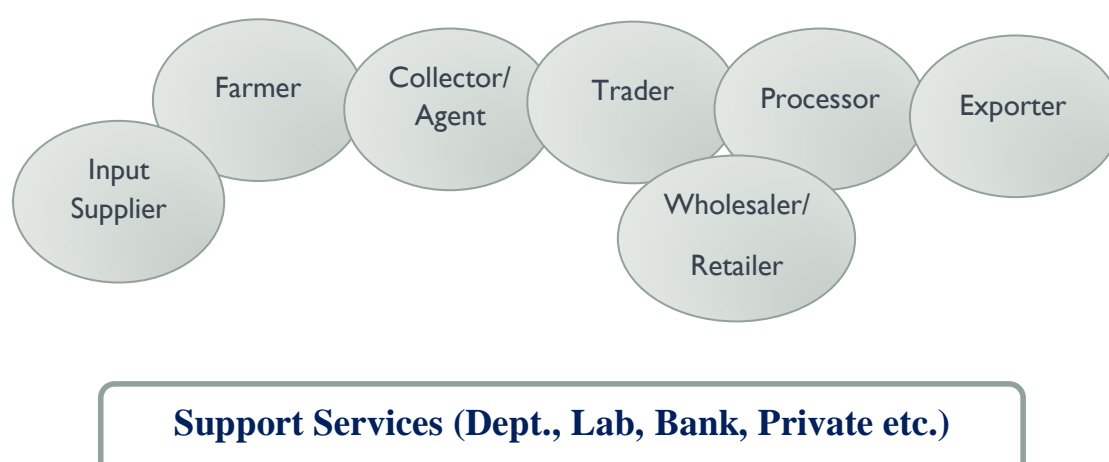 Input
Supplier
Farmer
Collector/
Agent
Trader
Processor
Exporter
Wholesaler/
Retailer
Support Services (Dept., Lab, Bank, Private etc.)